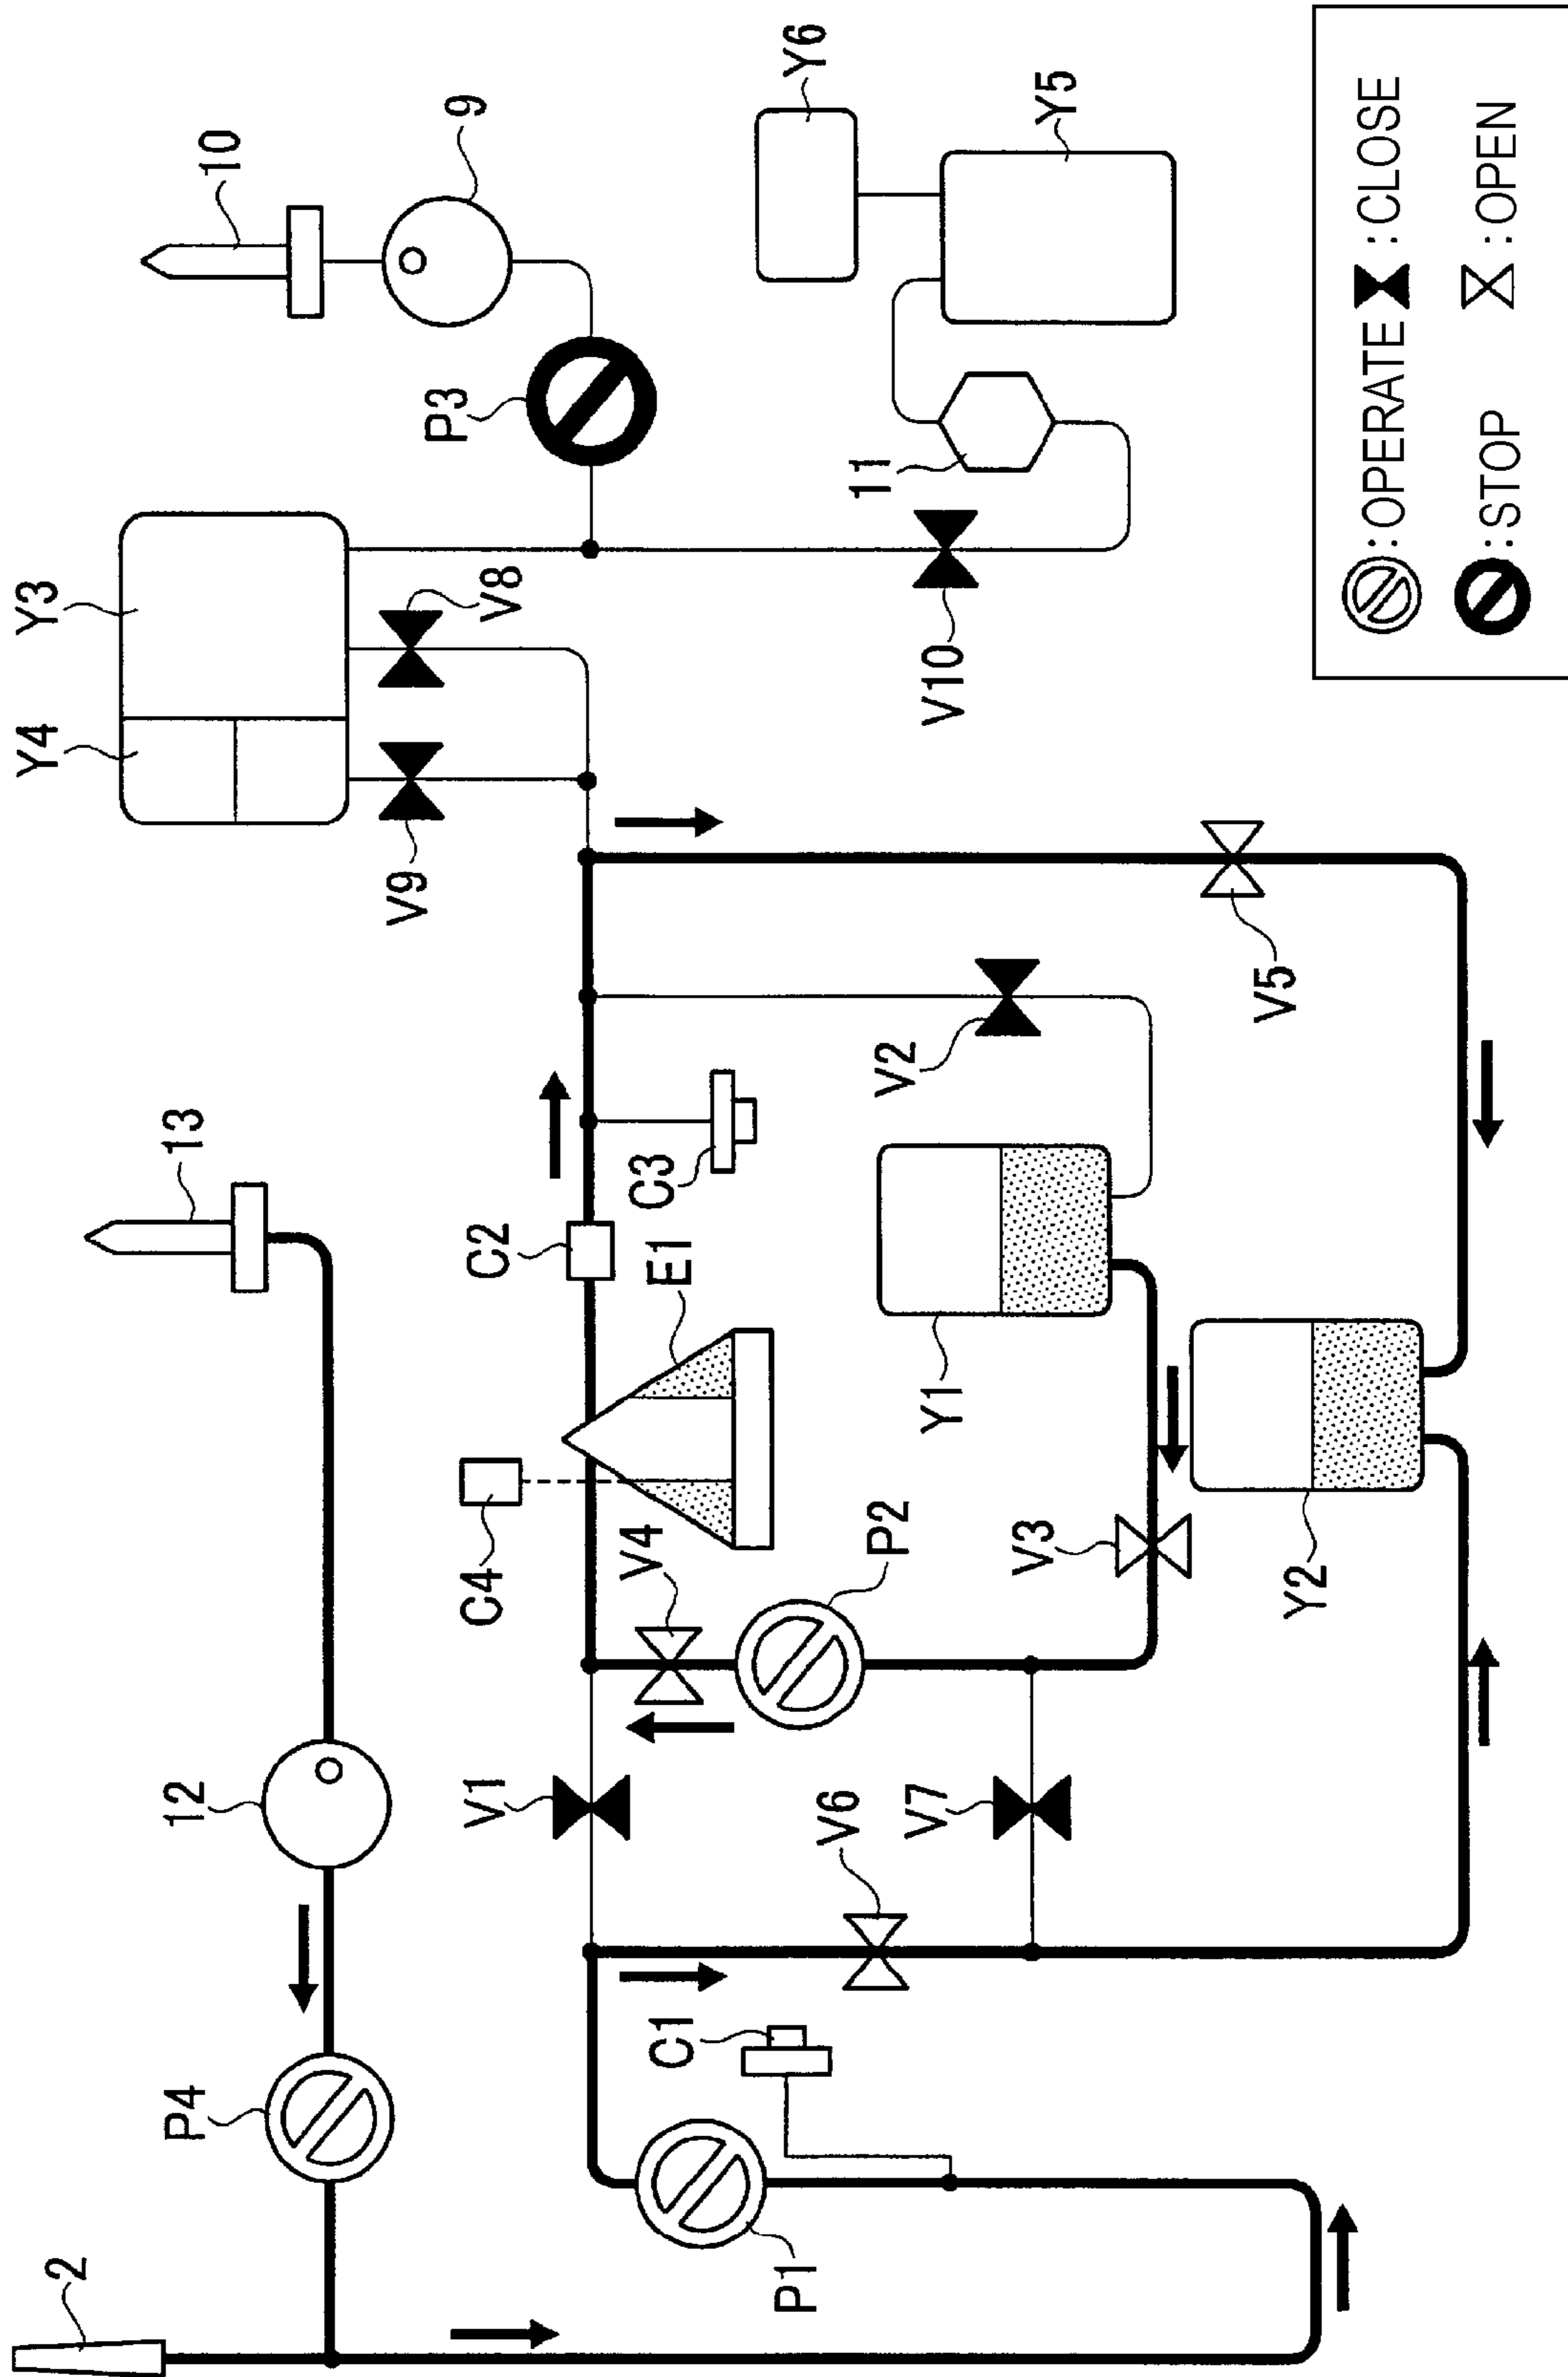 2
P4
12
13
P1
C1
V6
V7
V1
V4
P2
C4
E1
C2
C3
V3
Y1
Y2
V2
V5
V9
V8
Y4
Y3
V10
P3
11
10
9
Y6
Y5
:OPERATE :CLOSE
:STOP :OPEN